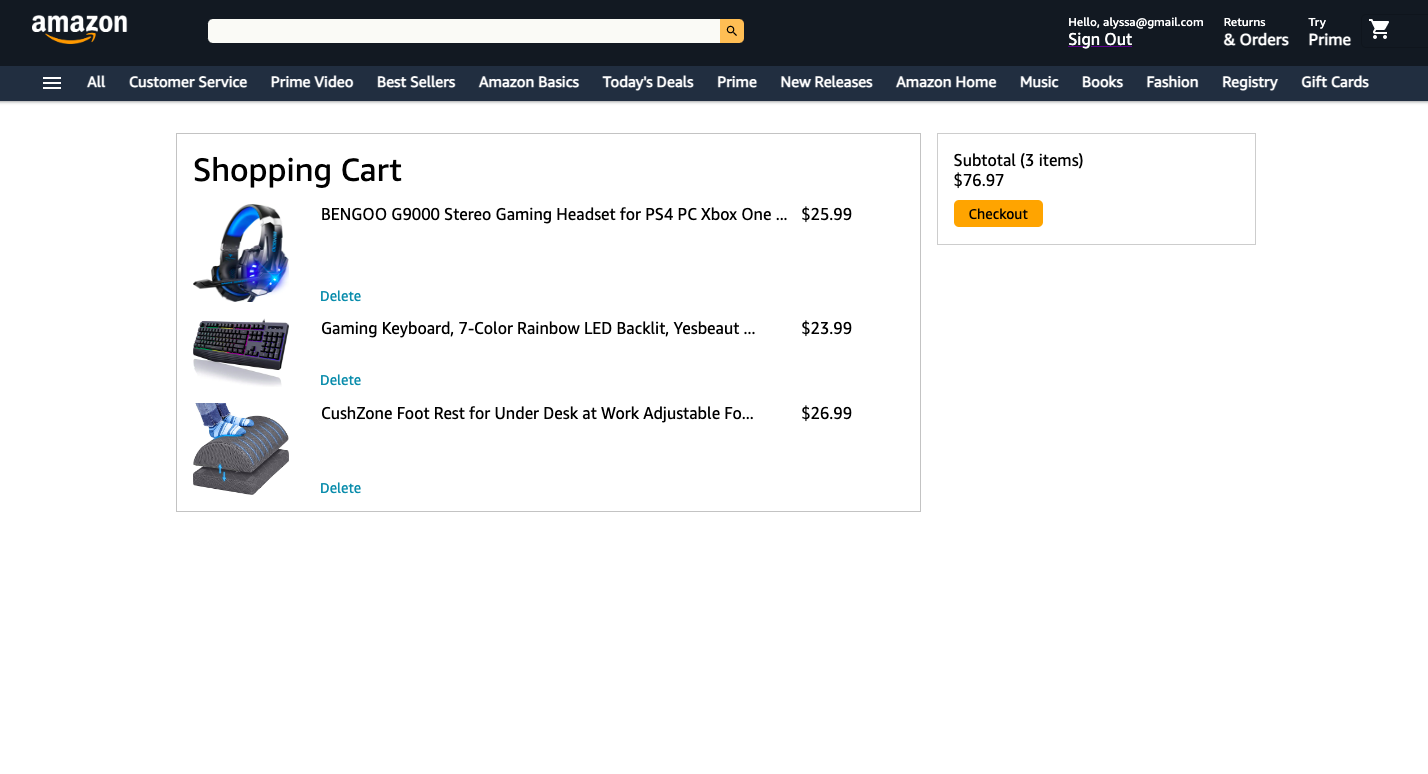 amazon
Hello, alyssa@gmail.com
Sign Out
Returns
& Orders
Try
Prime
All Customer Service Prime Video Best Sellers Amazon Basics Today's Deals Prime New Releases Amazon Home Music Books Fashion Registry Gift Cards
Shopping Cart
BENGOO G9000 Stereo Gaming Headset for PS4 PC Xbox One ... $25.99
Delete
Gaming Keyboard, 7-Color Rainbow LED Backlit, Yesbeaut ... $23.99
Delete
CushZone Foot Rest for Under Desk at Work Adjustable Fo... $26.99
Delete
Subtotal (3 items)
$76.97
Checkout